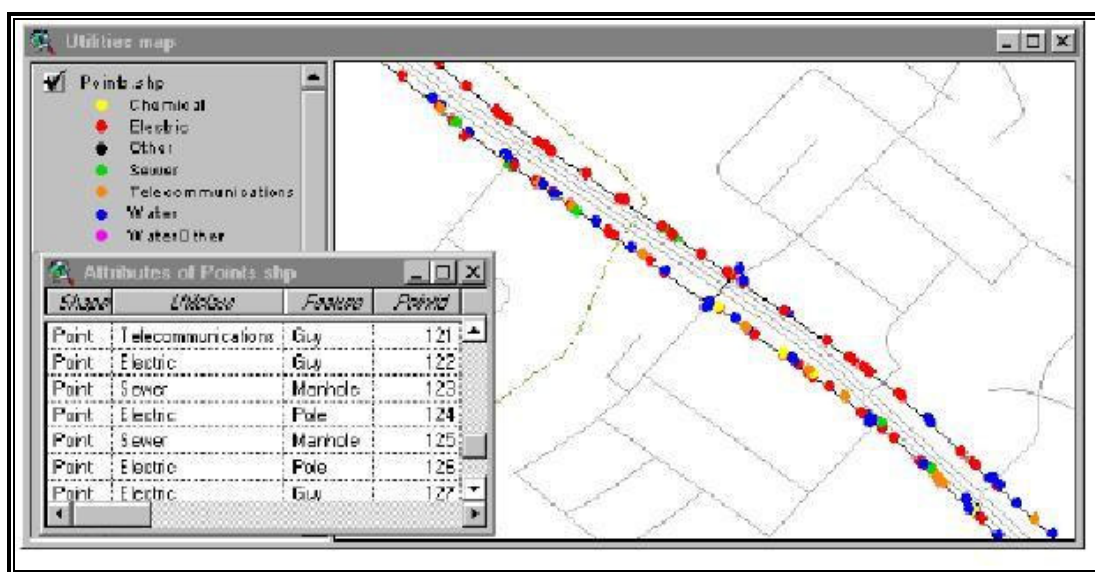 Utilities map
Points.shp
Chemical
Electric
Other
Sewer
Telecommunications
Water
Attributes of Points.shp
Shape Feature PointId
Point Telecommunications Guy 121
Point Electric Guy 122
Point Sewer Manhole 123
Point Electric Pole 124
Point Sewer Manhole 125
Point Electric Pole 126
Point Electric Guy 127